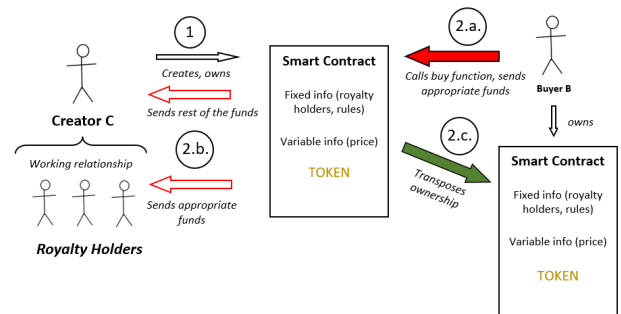 1
Creates, owns
Sends rest of the funds
Creator C
Working relationship
2.b.
Sends appropriate
funds
Royalty Holders
Smart Contract
Fixed info (royalty
holders, rules)
Variable info (price)
TOKEN
2.a.
Calls buy function, sends
appropriate funds
Buyer B
owns
2.c.
Transposes
ownership
Smart Contract
Fixed info (royalty
holders, rules)
Variable info (price)
TOKEN